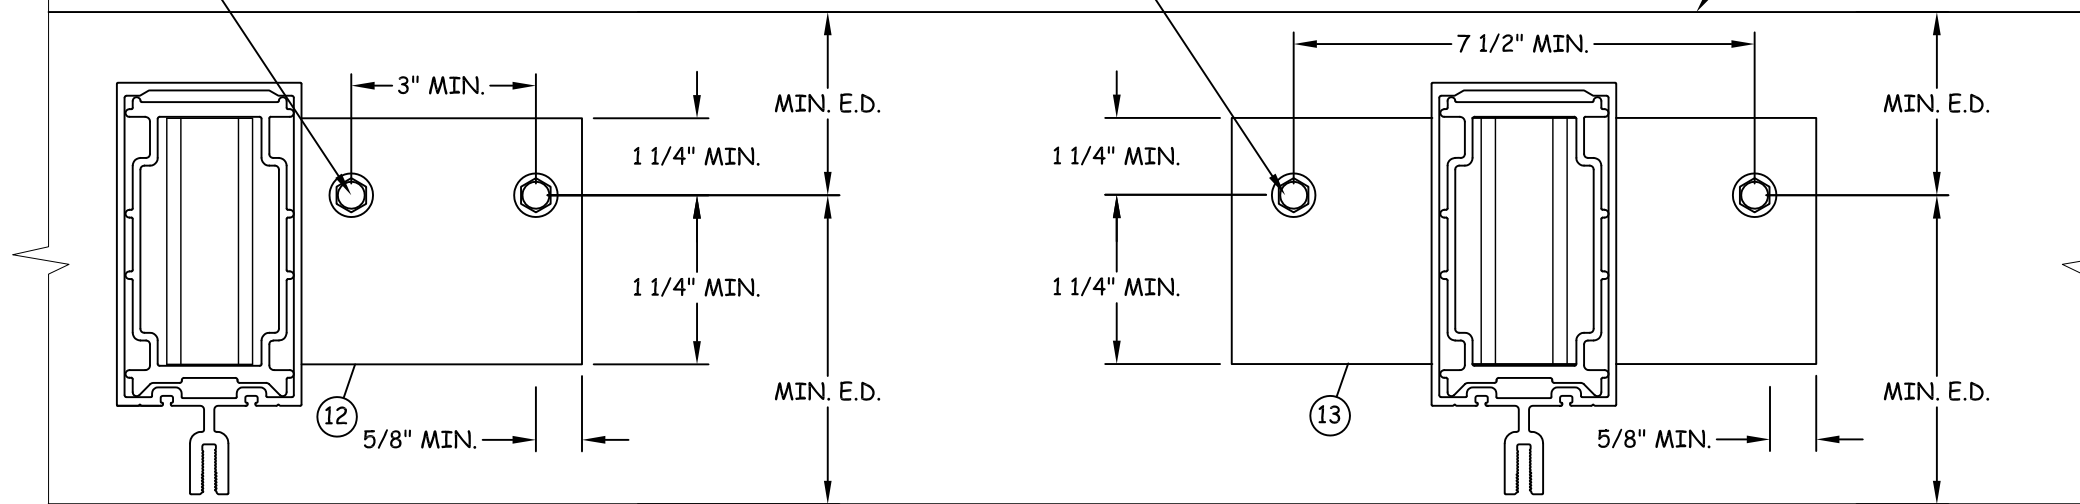 3" MIN.
MIN. E.D.
1 1/4" MIN.
1 1/4" MIN.
MIN. E.D.
12
5/8" MIN.
7 1/2" MIN.
MIN. E.D.
1 1/4" MIN.
1 1/4" MIN.
MIN. E.D.
13
5/8" MIN.